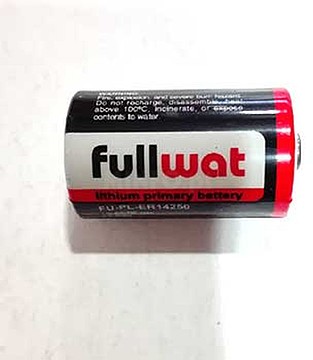 WARNING:
Fire, explosion, and severe burn hazard.
Do not recharge, disassemble, heat
above 100°C, incinerate, or expose
contents to water
fullwat
lithium primary battery
FU-PL-ER14250